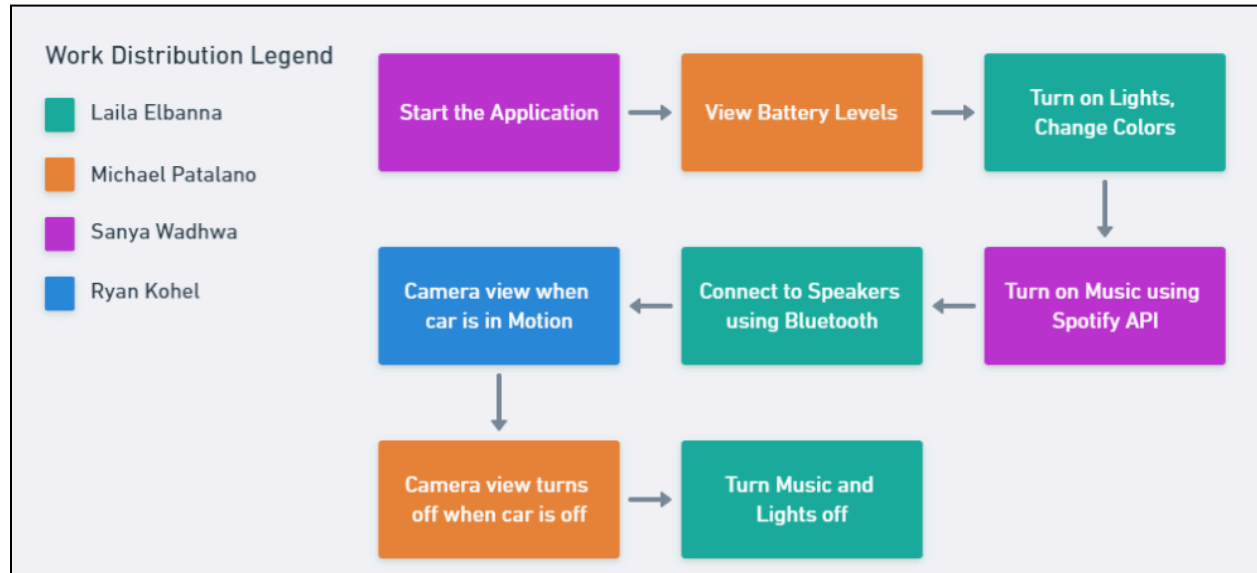 Work Distribution Legend
Laila Elbanna
Michael Patalano
Sanya Wadhwa
Ryan Kohel
Start the Application
View Battery Levels
Turn on Lights,
Change Colors
Turn on Music using
Spotify API
Connect to Speakers
using Bluetooth
Camera view when
car is in Motion
Camera view turns
off when car is off
Turn Music and
Lights off